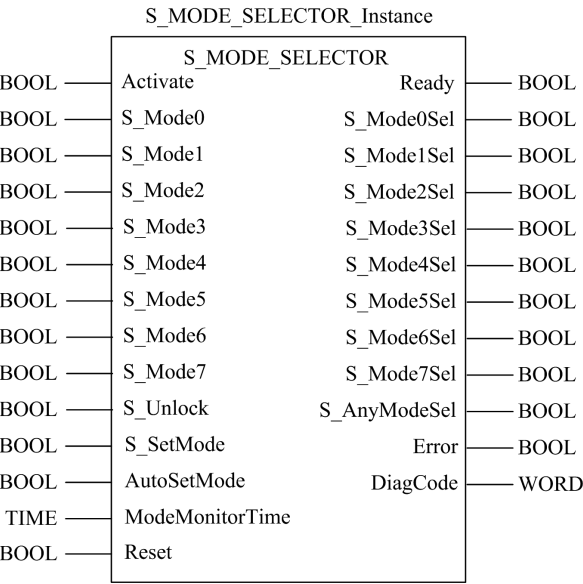 S_MODE_SELECTOR_Instance
S_MODE_SELECTOR
BOOL Activate Ready BOOL
BOOL S_Mode0 S_Mode0Sel BOOL
BOOL S_Mode1 S_Mode1Sel BOOL
BOOL S_Mode2 S_Mode2Sel BOOL
BOOL S_Mode3 S_Mode3Sel BOOL
BOOL S_Mode4 S_Mode4Sel BOOL
BOOL S_Mode5 S_Mode5Sel BOOL
BOOL S_Mode6 S_Mode6Sel BOOL
BOOL S_Mode7 S_Mode7Sel BOOL
BOOL S_Unlock S_AnyModeSel BOOL
BOOL S_SetMode Error BOOL
BOOL AutoSetMode DiagCode WORD
TIME ModeMonitorTime
BOOL Reset